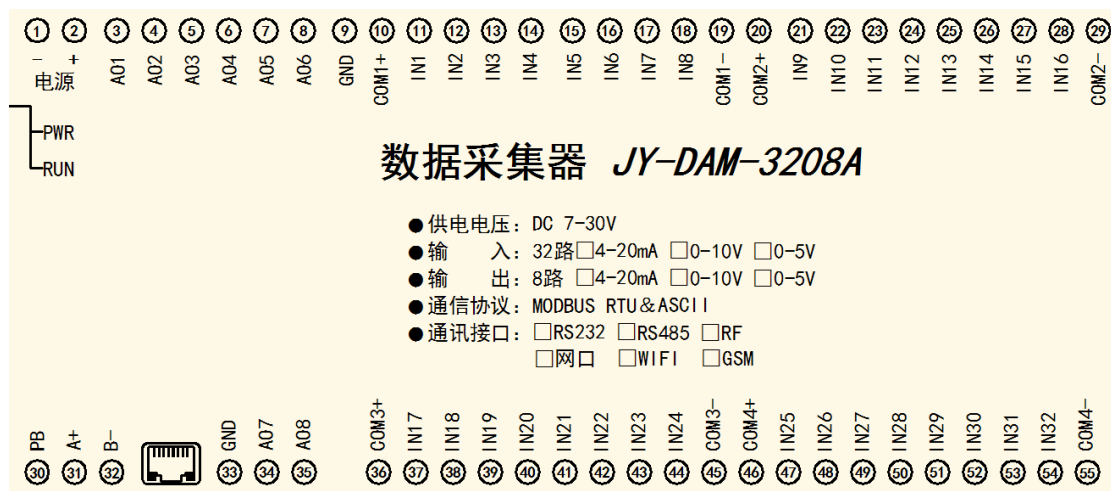 ① ② ③ ④ ⑤ ⑥ ⑦ ⑧ ⑨ ⑩ ⑪ ⑫ ⑬ ⑭ ⑮ ⑯ ⑰ ⑱ ⑲ ⑳ ㉑ ㉒ ㉓ ㉔ ㉕ ㉖ ㉗ ㉘ ㉙
- + AO1 AO2 AO3 AO4 AO5 AO6 GND COM1+ IN1 IN2 IN3 IN4 IN5 IN6 IN7 IN8 COM1- COM2+ IN9 IN10 IN11 IN12 IN13 IN14 IN15 IN16 COM2-
电源
PWR
RUN
数据采集器 JY-DAM-3208A
●供电电压：DC 7-30V
●输 入：32路□4-20mA □0-10V □0-5V
●输 出：8路 □4-20mA □0-10V □0-5V
●通信协议：MODBUS RTU&ASCII
●通讯接口：□RS232 □RS485 □RF
□网口 □WIFI □GSM
PB A+ B- GND AO7 AO8 COM3+ IN17 IN18 IN19 IN20 IN21 IN22 IN23 IN24 COM3- COM4+ IN25 IN26 IN27 IN28 IN29 IN30 IN31 IN32 COM4-
㉚ ㉛ ㉜ ㉝ ㉞ ㉟ ㊱ ㊲ ㊳ ㊴ ㊵ ㊶ ㊷ ㊸ ㊹ ㊺ ㊻ ㊼ ㊽ ㊾ ㊿ 51 52 53 54 55